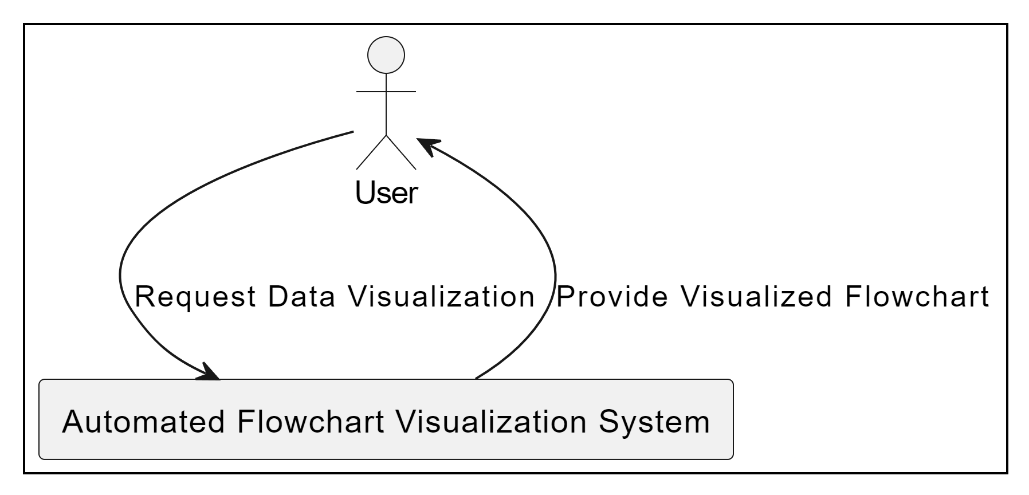 User
Request Data Visualization
Provide Visualized Flowchart
Automated Flowchart Visualization System